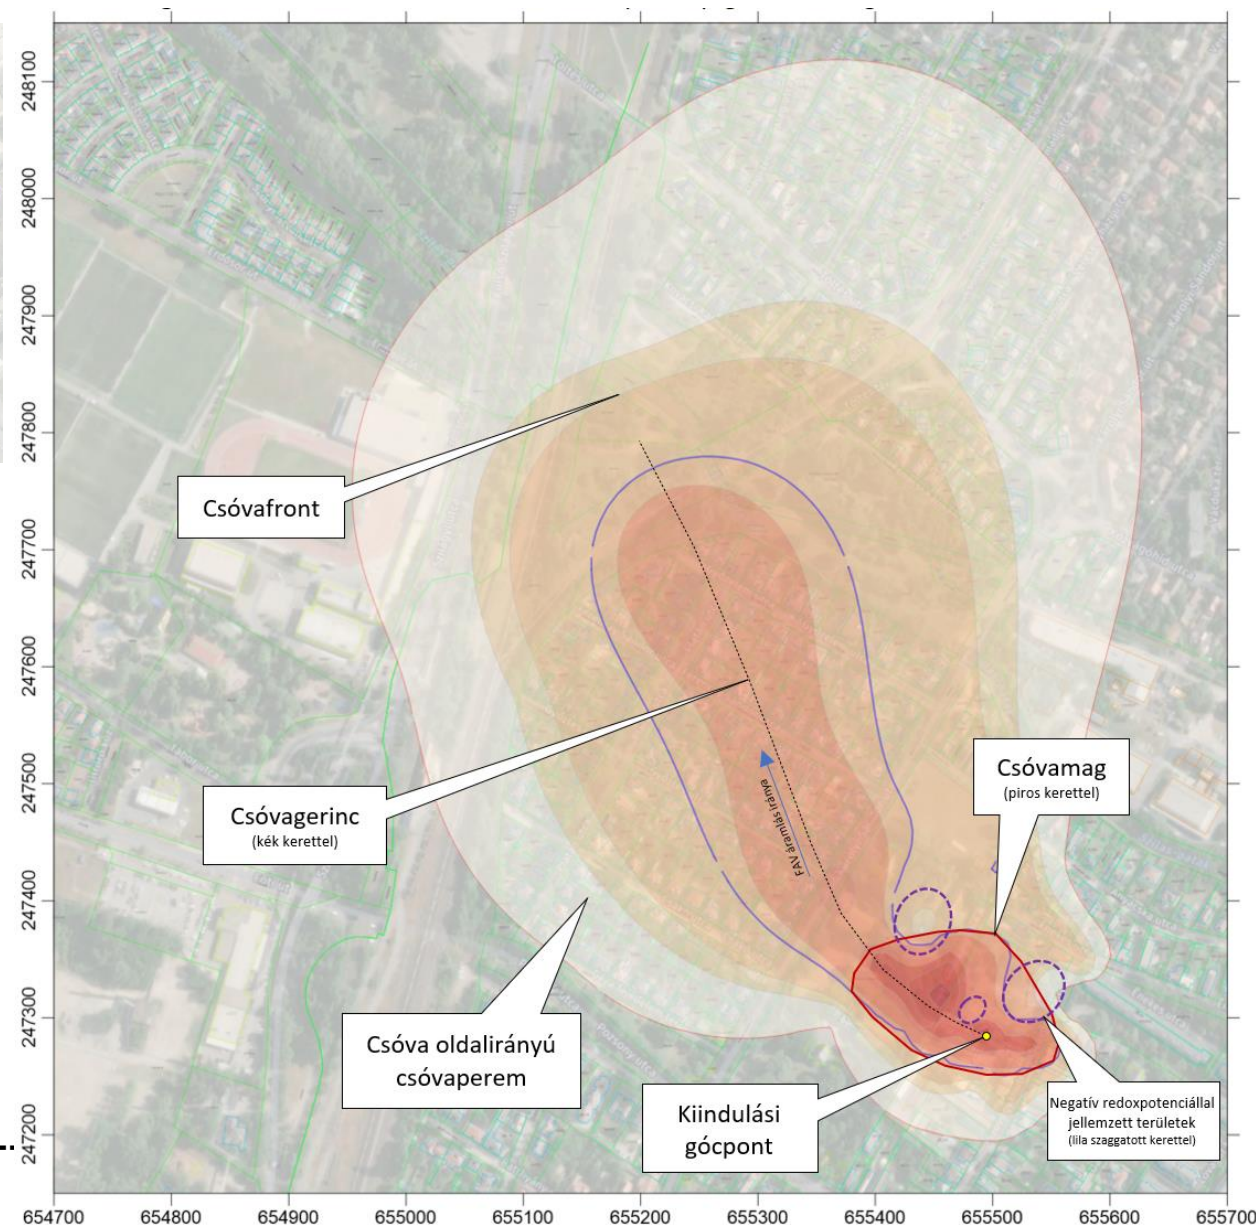 248100
248000
247900
247800
247700
247600
247500
247400
247300
247200
Csóvafront
Csóvagerinc
(kék kerettel)
FAV áramlás iránya
Csóvamag
(piros kerettel)
Csóva oldalirányú
csóvaperem
Kiindulási
gócpont
Negatív redoxpotenciállal
jellemzett területek
(lila szaggatott kerettel)
Pozsony utca
654700 654800 654900 655000 655100 655200 655300 655400 655500 655600 655700